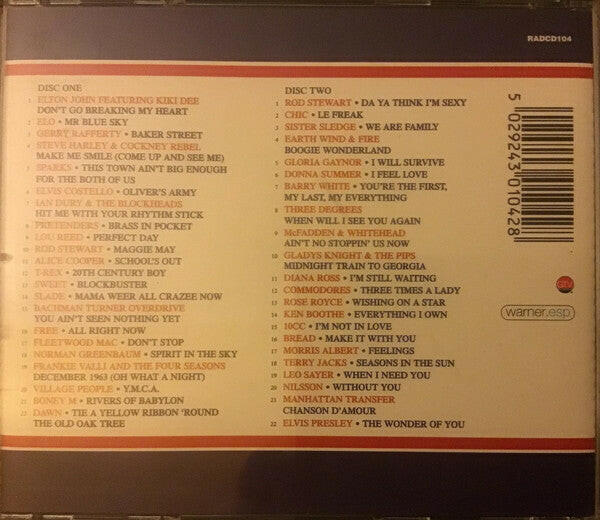 RADCD104
DISC ONE
1 ELTON JOHN FEATURING KIKI DEE
DON'T GO BREAKING MY HEART
2 ELO • MR BLUE SKY
3 GERRY RAFFERTY • BAKER STREET
4 STEVE HARLEY & COCKNEY REBEL
MAKE ME SMILE (COME UP AND SEE ME)
5 SPARKS • THIS TOWN AIN'T BIG ENOUGH
FOR THE BOTH OF US
6 ELVIS COSTELLO • OLIVER'S ARMY
7 IAN DURY & THE BLOCKHEADS
HIT ME WITH YOUR RHYTHM STICK
8 PRETENDERS • BRASS IN POCKET
9 LOU REED • PERFECT DAY
10 ROD STEWART • MAGGIE MAY
11 ALICE COOPER • SCHOOL'S OUT
12 T-REX • 20TH CENTURY BOY
13 SWEET • BLOCKBUSTER
14 SLADE • MAMA WEER ALL CRAZEE NOW
15 BACHMAN TURNER OVERDRIVE
YOU AIN'T SEEN NOTHING YET
16 FREE • ALL RIGHT NOW
17 FLEETWOOD MAC • DON'T STOP
18 NORMAN GREENBAUM • SPIRIT IN THE SKY
19 FRANKIE VALLI AND THE FOUR SEASONS
DECEMBER 1963 (OH WHAT A NIGHT)
20 VILLAGE PEOPLE • Y.M.C.A.
21 BONEY M • RIVERS OF BABYLON
22 DAWN • TIE A YELLOW RIBBON 'ROUND
THE OLD OAK TREE
DISC TWO
1 ROD STEWART • DA YA THINK I'M SEXY
2 CHIC • LE FREAK
3 SISTER SLEDGE • WE ARE FAMILY
4 EARTH WIND & FIRE
BOOGIE WONDERLAND
5 GLORIA GAYNOR • I WILL SURVIVE
6 DONNA SUMMER • I FEEL LOVE
7 BARRY WHITE • YOU'RE THE FIRST,
MY LAST, MY EVERYTHING
8 THREE DEGREES
WHEN WILL I SEE YOU AGAIN
9 McFADDEN & WHITEHEAD
AIN'T NO STOPPIN' US NOW
10 GLADYS KNIGHT & THE PIPS
MIDNIGHT TRAIN TO GEORGIA
11 DIANA ROSS • I'M STILL WAITING
12 COMMODORES • THREE TIMES A LADY
13 ROSE ROYCE • WISHING ON A STAR
14 KEN BOOTHE • EVERYTHING I OWN
15 10CC • I'M NOT IN LOVE
16 BREAD • MAKE IT WITH YOU
17 MORRIS ALBERT • FEELINGS
18 TERRY JACKS • SEASONS IN THE SUN
19 LEO SAYER • WHEN I NEED YOU
20 NILSSON • WITHOUT YOU
21 MANHATTAN TRANSFER
CHANSON D'AMOUR
22 ELVIS PRESLEY • THE WONDER OF YOU
5 029243 010428
GTV
warner.esp